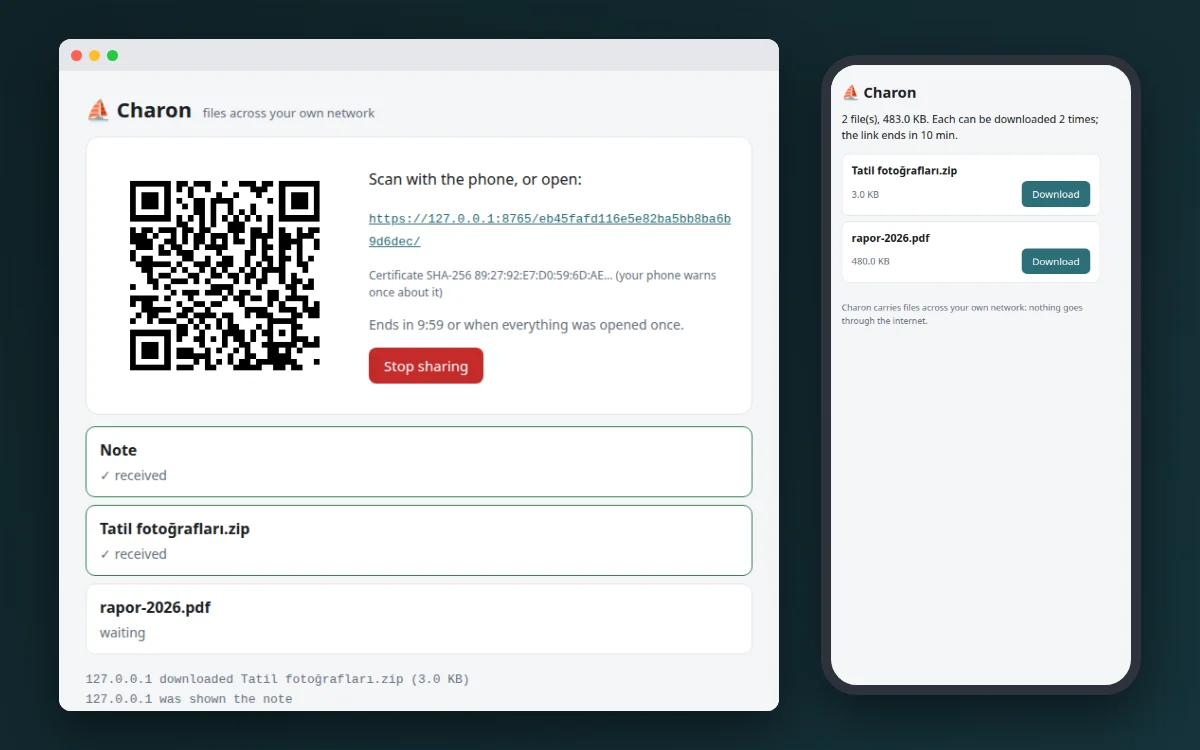 Charon files across your own network
Scan with the phone, or open:
https://127.0.0.1:8765/eb45fafd116e5e82ba5bb8ba6b
9d6dec/
Certificate SHA-256 89:27:92:E7:D0:59:6D:AE... (your phone warns
once about it)
Ends in 9:59 or when everything was opened once.
Stop sharing
Note
✓ received
Tatil fotoğrafları.zip
✓ received
rapor-2026.pdf
waiting
127.0.0.1 downloaded Tatil fotoğrafları.zip (3.0 KB)
127.0.0.1 was shown the note
Charon
2 file(s), 483.0 KB. Each can be downloaded 2 times;
the link ends in 10 min.
Tatil fotoğrafları.zip
3.0 KB
Download
rapor-2026.pdf
480.0 KB
Download
Charon carries files across your own network: nothing goes
through the internet.